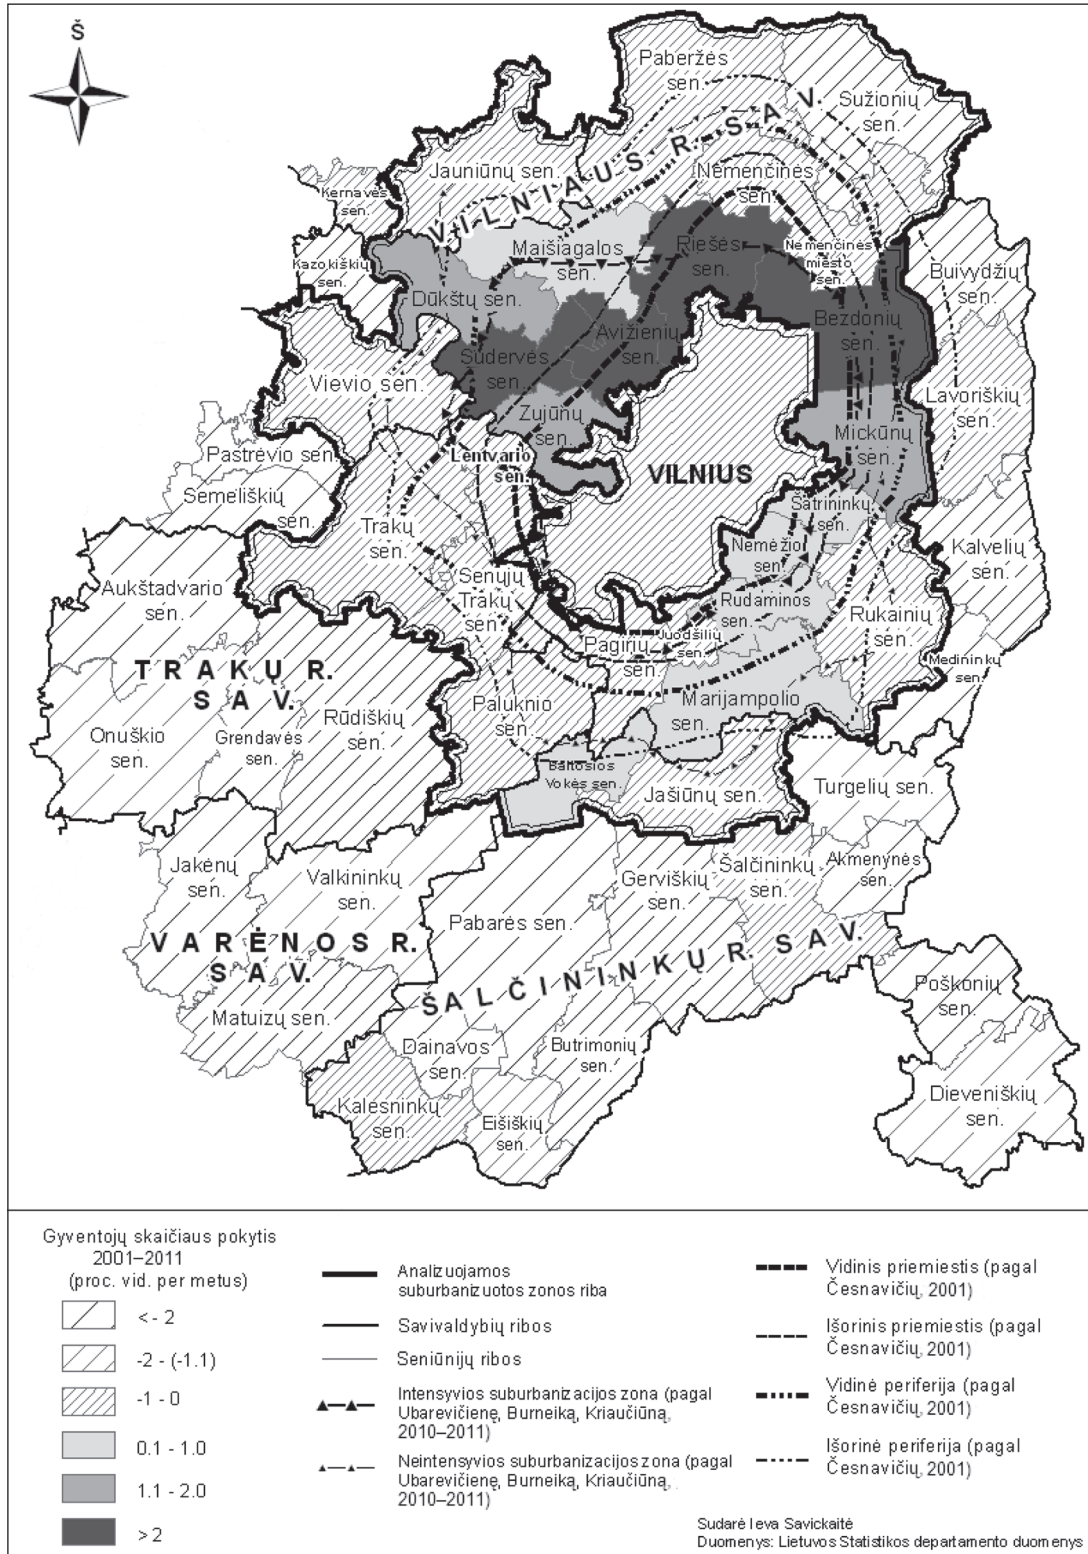 Š
Paberžės
sen.
Sužionių
sen.
VILNIAUS R. SAV.
Jauniūnų sen.
Nemenčinės
sen.
Kernavės
sen.
Maišiagalos
sen.
Riešės
sen.
Nemenčinės
miesto
sen.
Buivydžių
sen.
Kazokiškių
sen.
Dūkštų sen.
Bezdonių
sen.
Avižienių
sen.
Sudervės
sen.
Vievio sen.
Lavoriškių
sen.
Zujūnų
sen.
Mickūnų
sen.
Pastrėvio sen.
Lentvario
sen.
VILNIUS
Semeliškių
sen.
Šatrininkų
sen.
Trakų
sen.
Nemėžio
sen.
Kalvelių
sen.
Aukštadvario
sen.
Senųjų
Trakų
sen.
Rudaminos
sen.
Rukainių
sen.
Juodšilių
sen.
Pagirių
sen.
Medininkų
sen.
TRAKŲ R.
SAV.
Paluknio
sen.
Marijampolio
sen.
Onuškio
sen.
Grendavės
sen.
Rūdiškių
sen.
Baltosios
Vokės sen.
Jašiūnų sen.
Turgelių sen.
Jakėnų
sen.
Valkininkų
sen.
Gerviškių
sen.
Šalčininkų
sen.
Akmenynės
sen.
Pabarės sen.
VARĖNOS R.
SAV.
ŠALČININKŲ R. SAV.
Poškonių
sen.
Matuizų sen.
Dainavos
sen.
Butrimonių
sen.
Dieveniškių
sen.
Kalesninkų
sen.
Eišiškių
sen.
Gyventojų skaičiaus pokytis
2001–2011
(proc. vid. per metus)
<- 2
-2 - (-1.1)
-1 - 0
0.1 - 1.0
1.1 - 2.0
>2
Analizuojamos
suburbanizuotos zonos riba
Savivaldybių ribos
Seniūnijų ribos
Intensyvios suburbanizacijos zona (pagal
Ubarevičienę, Burneiką, Kriaučiūną,
2010–2011)
Neintensyvios suburbanizacijos zona (pagal
Ubarevičienę, Burneiką, Kriaučiūną,
2010–2011)
Vidinis priemiestis (pagal
Česnavičių, 2001)
Išorinis priemiestis (pagal
Česnavičių, 2001)
Vidinė periferija (pagal
Česnavičių, 2001)
Išorinė periferija (pagal
Česnavičių, 2001)
Sudarė Ieva Savickaitė
Duomenys: Lietuvos Statistikos departamento duomenys